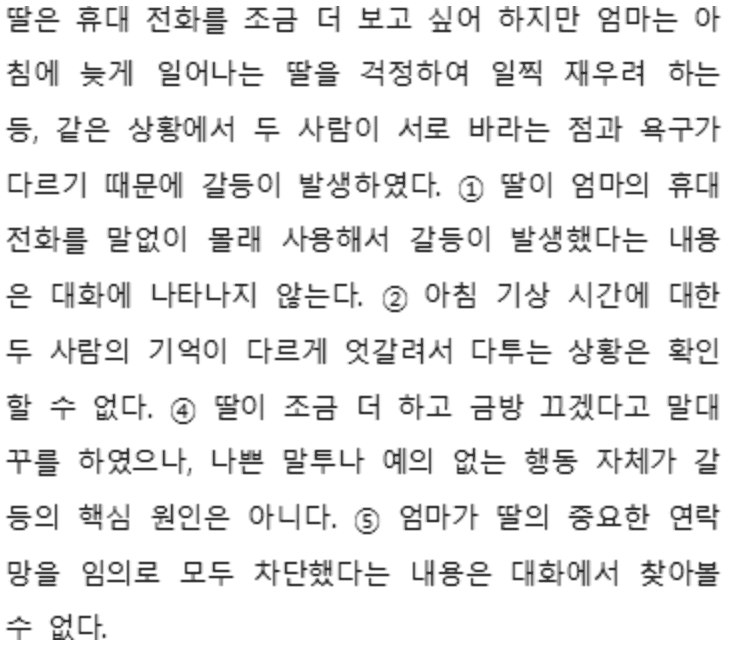 딸은 휴대 전화를 조금 더 보고 싶어 하지만 엄마는 아
침에 늦게 일어나는 딸을 걱정하여 일찍 재우려 하는
등, 같은 상황에서 두 사람이 서로 바라는 점과 욕구가
다르기 때문에 갈등이 발생하였다. ① 딸이 엄마의 휴대
전화를 말없이 몰래 사용해서 갈등이 발생했다는 내용
은 대화에 나타나지 않는다. ② 아침 기상 시간에 대한
두 사람의 기억이 다르게 엇갈려서 다투는 상황은 확인
할 수 없다. ④ 딸이 조금 더 하고 금방 끄겠다고 말대
꾸를 하였으나, 나쁜 말투나 예의 없는 행동 자체가 갈
등의 핵심 원인은 아니다. ⑤ 엄마가 딸의 중요한 연락
망을 임의로 모두 차단했다는 내용은 대화에서 찾아볼
수 없다.